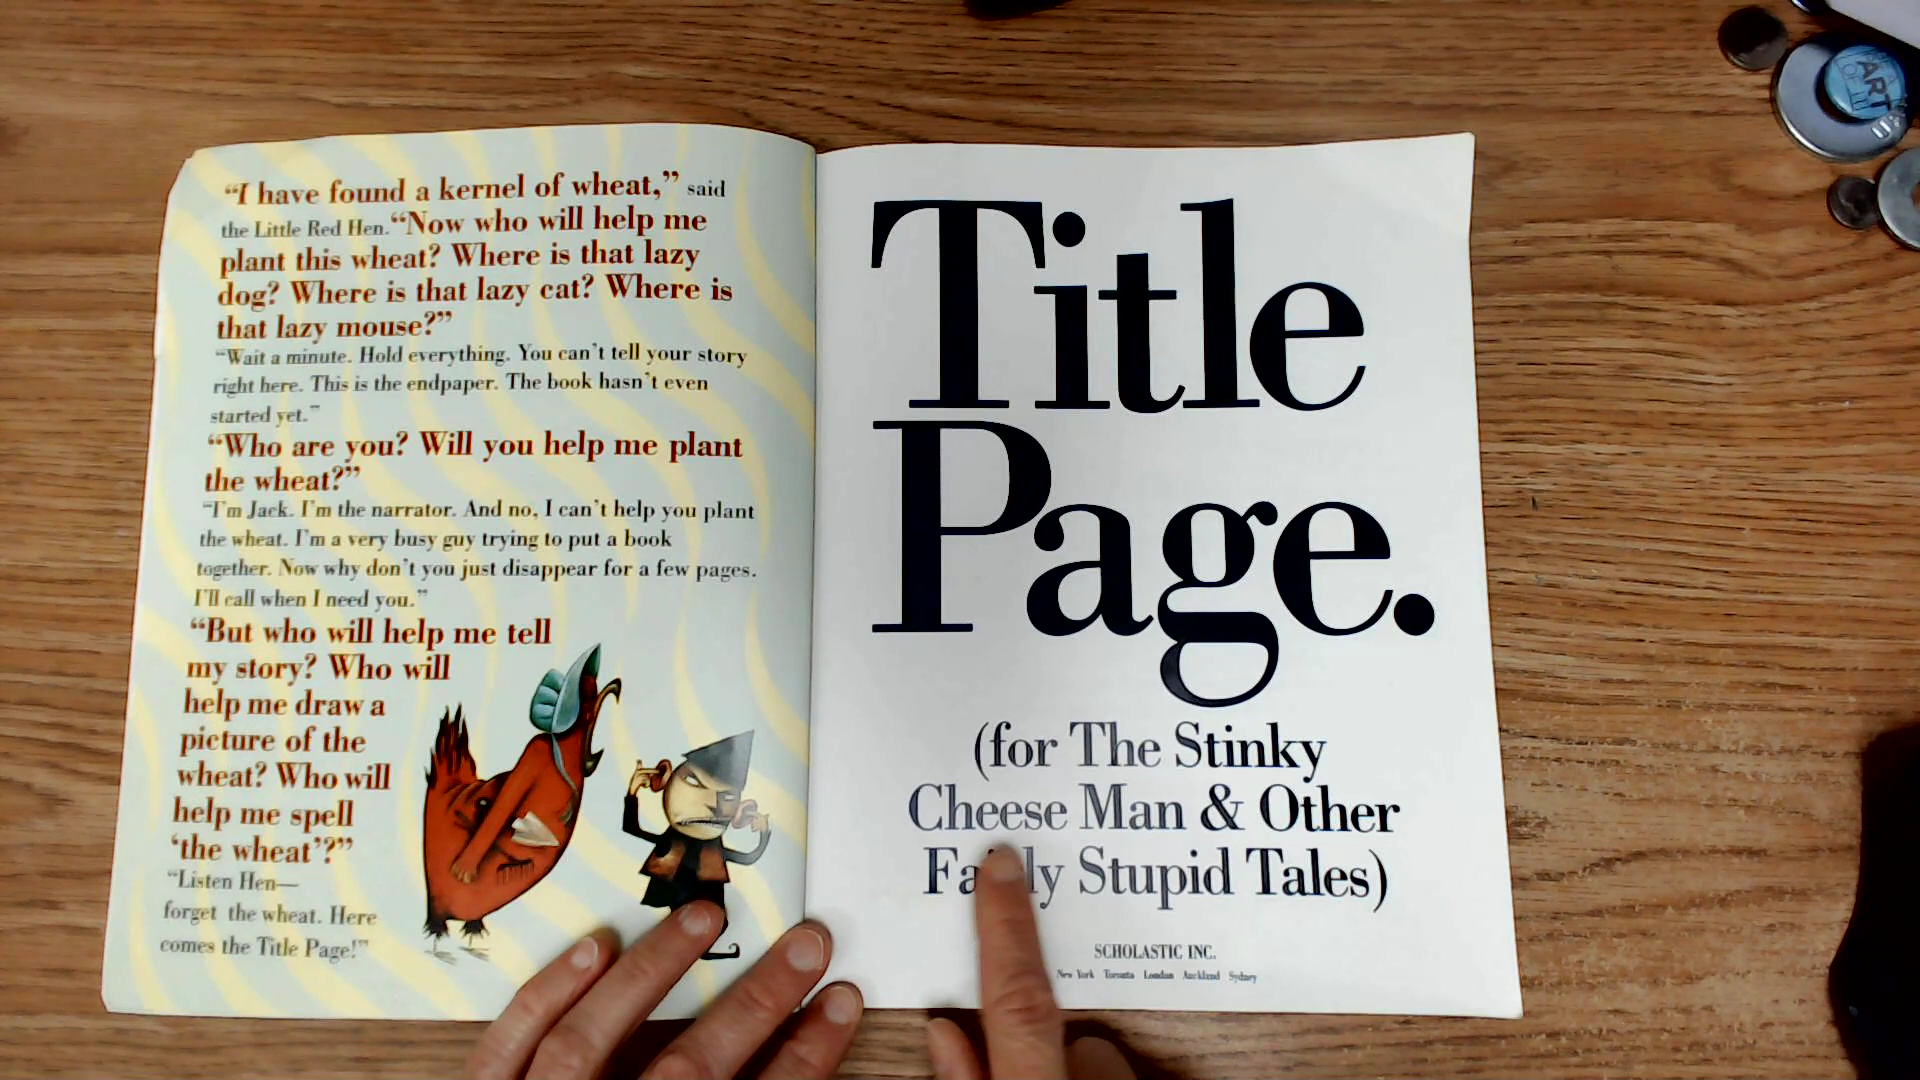 “I have found a kernel of wheat,” said
the Little Red Hen. “Now who will help me
plant this wheat? Where is that lazy
dog? Where is that lazy cat? Where is
that lazy mouse?”
“Wait a minute. Hold everything. You can’t tell your story
right here. This is the endpaper. The book hasn’t even
started yet.”
“Who are you? Will you help me plant
the wheat?”
“I’m Jack. I’m the narrator. And no, I can’t help you plant
the wheat. I’m a very busy guy trying to put a book
together. Now why don’t you just disappear for a few pages.
I’ll call when I need you.”
“But who will help me tell
my story? Who will
help me draw a
picture of the
wheat? Who will
help me spell
‘the wheat’?”
“Listen Hen—
forget the wheat. Here
comes the Title Page!”
Title
Page.
(for The Stinky
Cheese Man & Other
Stupid Tales)
SCHOLASTIC INC.
New York Toronto London Auckland Sydney
ART